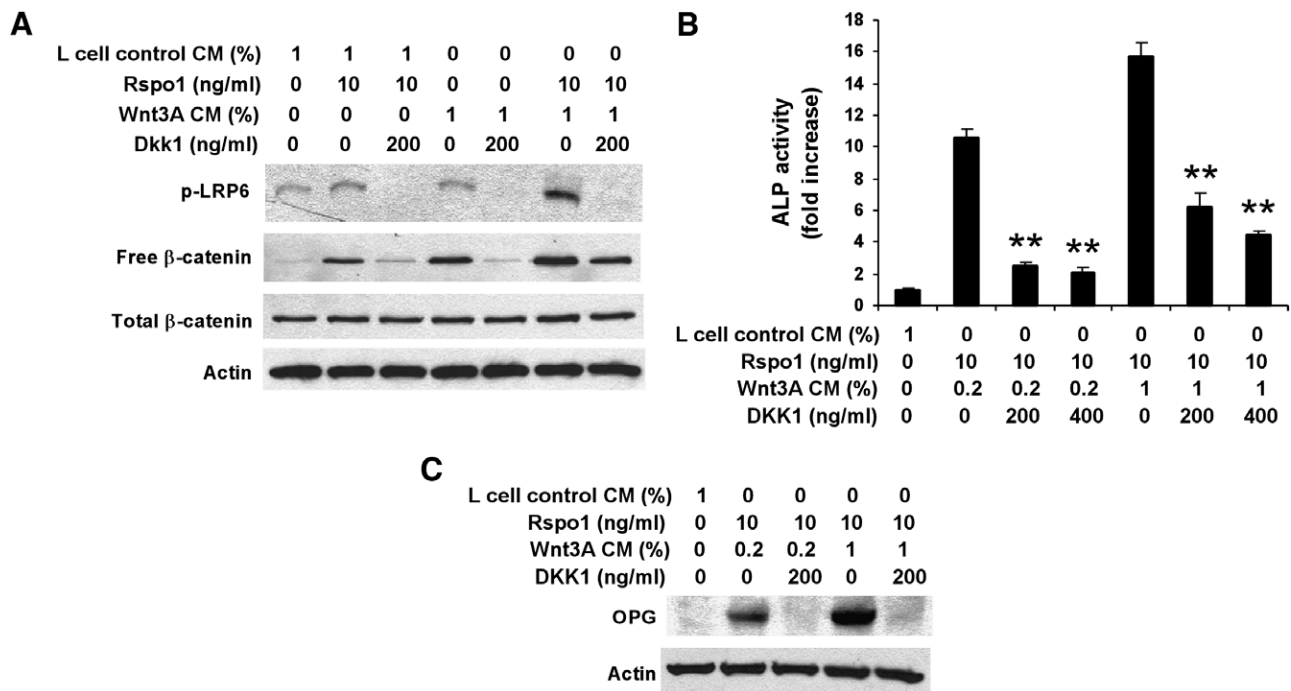 A
L cell control CM (%) 1 1 1 0 0 0 0
Rspo1 (ng/ml) 0 10 10 0 0 10 10
Wnt3A CM (%) 0 0 0 1 1 1 1
Dkk1 (ng/ml) 0 0 200 0 200 0 200
p-LRP6
Free β-catenin
Total β-catenin
Actin
B
ALP activity
(fold increase)
18
16
14
12
10
8
6
4
2
0
** ** ** **
L cell control CM (%) 1 0 0 0 0 0 0
Rspo1 (ng/ml) 0 10 10 10 10 10 10
Wnt3A CM (%) 0 0.2 0.2 0.2 1 1 1
DKK1 (ng/ml) 0 0 200 400 0 200 400
C
L cell control CM (%) 1 0 0 0 0
Rspo1 (ng/ml) 0 10 10 10 10
Wnt3A CM (%) 0 0.2 0.2 1 1
DKK1 (ng/ml) 0 0 200 0 200
OPG
Actin